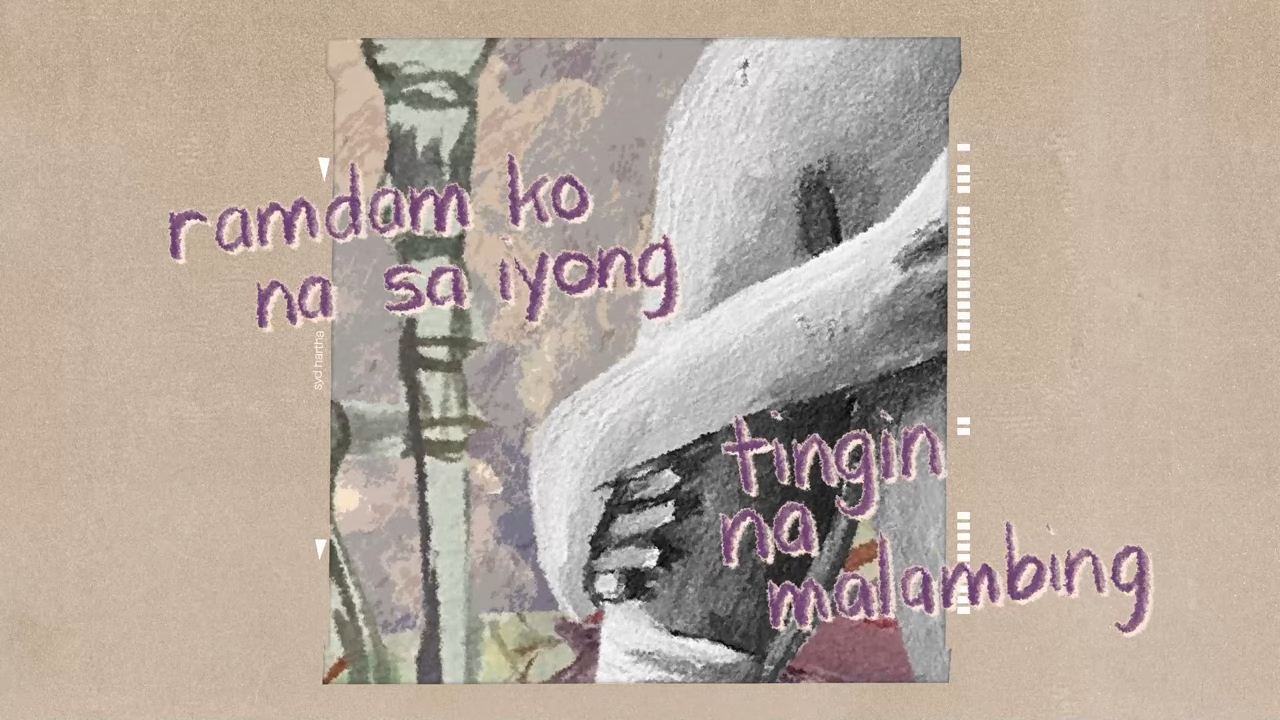 ramdam ko
na sa iyong
syd hartha
tingin
na
malambing